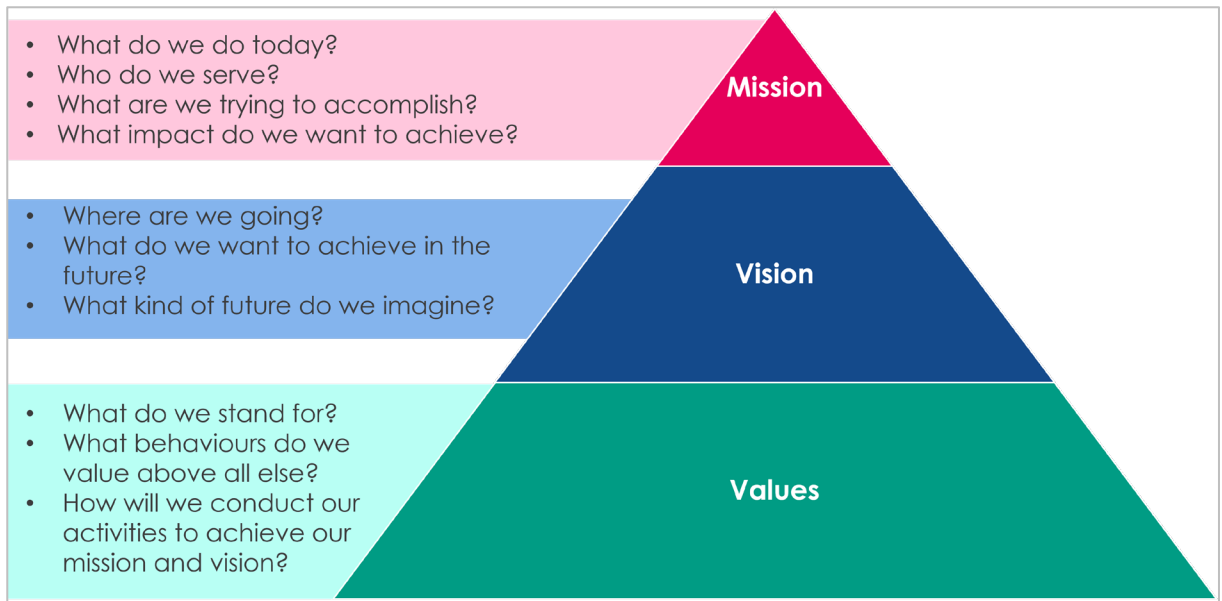 • What do we do today?
• Who do we serve?
• What are we trying to accomplish?
• What impact do we want to achieve?
Mission
• Where are we going?
• What do we want to achieve in the
future?
• What kind of future do we imagine?
Vision
• What do we stand for?
• What behaviours do we
value above all else?
• How will we conduct our
activities to achieve our
mission and vision?
Values